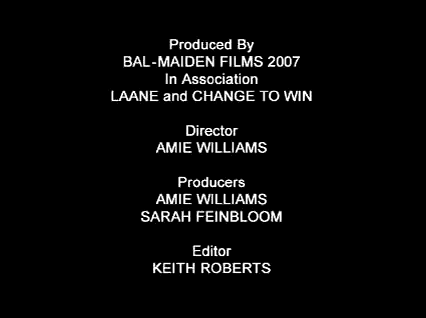 Produced By
BAL-MAIDEN FILMS 2007
In Association
LAANE and CHANGE TO WIN
Director
AMIE WILLIAMS
Producers
AMIE WILLIAMS
SARAH FEINBLOOM
Editor
KEITH ROBERTS